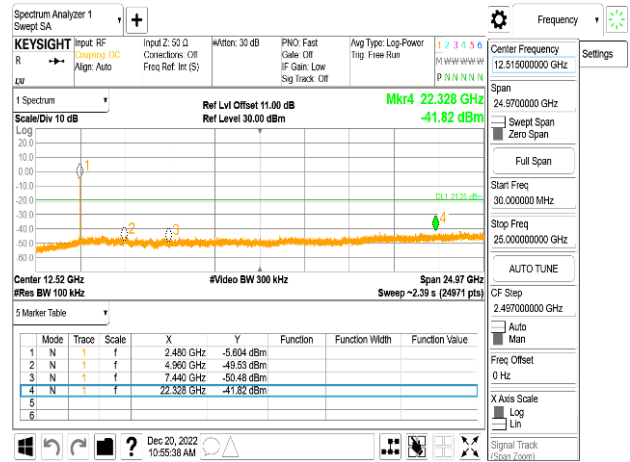 Spectrum Analyzer 1
Swept SA
Frequency
KEYSIGHT
R
Input: RF
Coupling: DC
Align: Auto
Input Z: 50 Ω
Corrections: Off
Freq Ref: Int (S)
#Atten: 30 dB
PNO: Fast
Gate: Off
IF Gain: Low
Sig Track: Off
Avg Type: Log-Power
Trig: Free Run
1 2 3 4 5 6
M W W W W W
P N N N N N
Center Frequency
12.515000000 GHz
Settings
Span
24.9700000 GHz
Swept Span
Zero Span
Full Span
Start Freq
30.000000 MHz
Stop Freq
25.000000000 GHz
AUTO TUNE
CF Step
2.497000000 GHz
Auto
Man
Freq Offset
0 Hz
X Axis Scale
Log
Lin
Signal Track
(Span Zoom)
1 Spectrum
Scale/Div 10 dB
Ref Lvl Offset 11.00 dB
Ref Level 30.00 dBm
Mkr4 22.328 GHz
-41.82 dBm
Log
20.0
10.0
0.00
-10.0
-20.0
-30.0
-40.0
-50.0
-60.0
1
2
3
4
Center 12.52 GHz
#Res BW 100 kHz
#Video BW 300 kHz
Span 24.97 GHz
Sweep ~2.39 s (24971 pts)
5 Marker Table
Mode Trace Scale X Y Function Function Width Function Value
1 N 1 f 2.480 GHz -5.604 dBm
2 N 1 f 4.960 GHz -49.53 dBm
3 N 1 f 7.440 GHz -50.48 dBm
4 N 1 f 22.328 GHz -41.82 dBm
5
6
?
Dec 20, 2022
10:55:38 AM